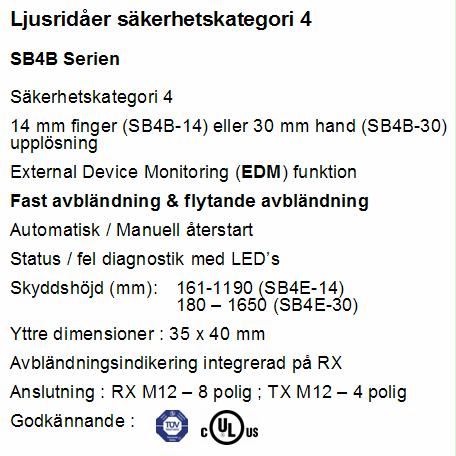 Ljusridåer säkerhetskategori 4
SB4B Serien
Säkerhetskategori 4
14 mm finger (SB4B-14) eller 30 mm hand (SB4B-30)
upplösning
External Device Monitoring (EDM) funktion
Fast avbländning & flytande avbländning
Automatisk / Manuell återstart
Status / fel diagnostik med LED’s
Skyddshöjd (mm): 161-1190 (SB4E-14)
180 – 1650 (SB4E-30)
Yttre dimensioner : 35 x 40 mm
Avbländningsindikering integrerad på RX
Anslutning : RX M12 – 8 polig ; TX M12 – 4 polig
Godkännande : TÜV c UL us